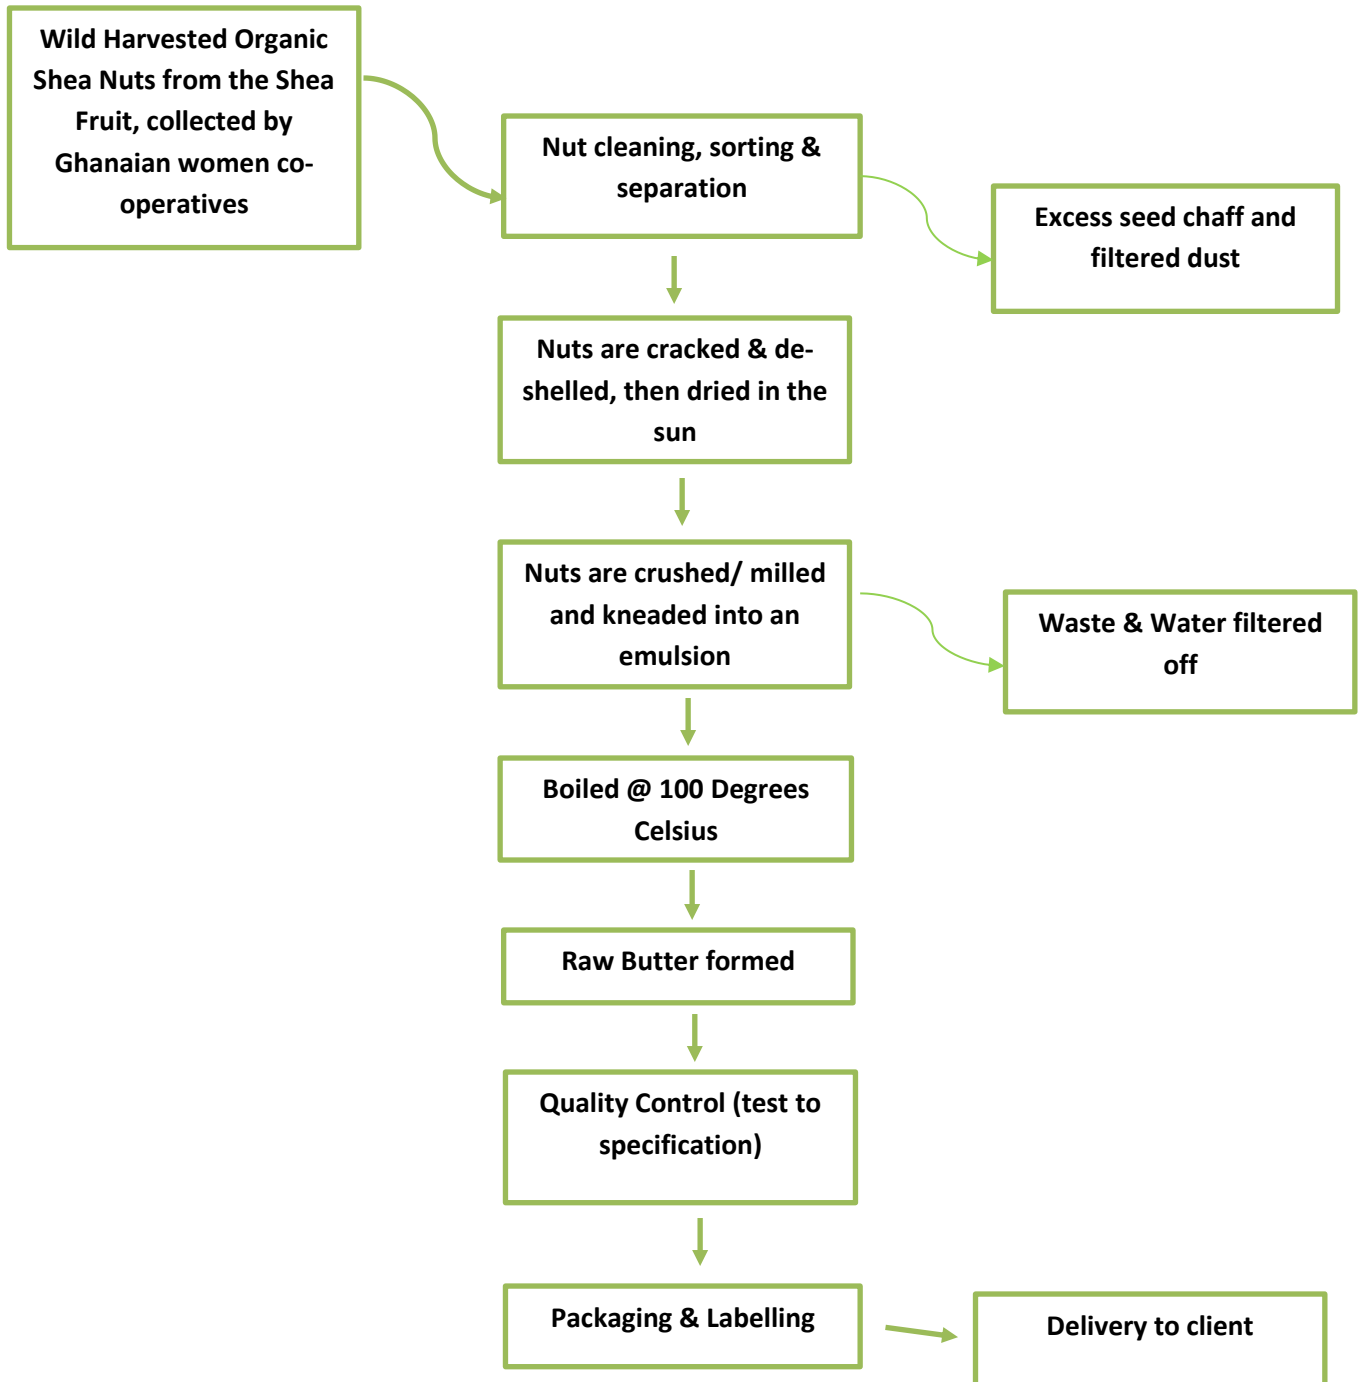 Wild Harvested Organic
Shea Nuts from the Shea
Fruit, collected by
Ghanaian women co-
operatives
Nut cleaning, sorting &
separation
Excess seed chaff and
filtered dust
Nuts are cracked & de-
shelled, then dried in the
sun
Nuts are crushed/ milled
and kneaded into an
emulsion
Waste & Water filtered
off
Boiled @ 100 Degrees
Celsius
Raw Butter formed
Quality Control (test to
specification)
Packaging & Labelling
Delivery to client